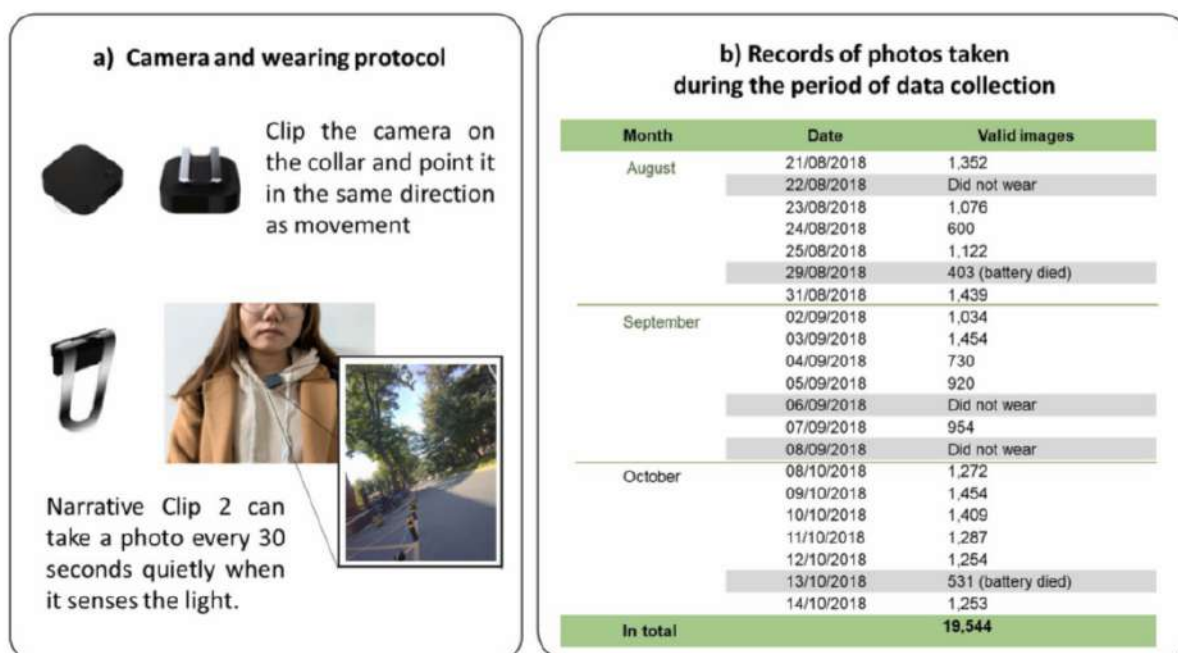 a) Camera and wearing protocol
Clip the camera on
the collar and point it
in the same direction
as movement
Narrative Clip 2 can
take a photo every 30
seconds quietly when
it senses the light.
b) Records of photos taken
during the period of data collection
Month Date Valid images
August 21/08/2018 1,352
22/08/2018 Did not wear
23/08/2018 1,076
24/08/2018 600
25/08/2018 1,122
29/08/2018 403 (battery died)
31/08/2018 1,439
September 02/09/2018 1,034
03/09/2018 1,454
04/09/2018 730
05/09/2018 920
06/09/2018 Did not wear
07/09/2018 954
08/09/2018 Did not wear
October 08/10/2018 1,272
09/10/2018 1,454
10/10/2018 1,409
11/10/2018 1,287
12/10/2018 1,254
13/10/2018 531 (battery died)
14/10/2018 1,253
In total 19,544